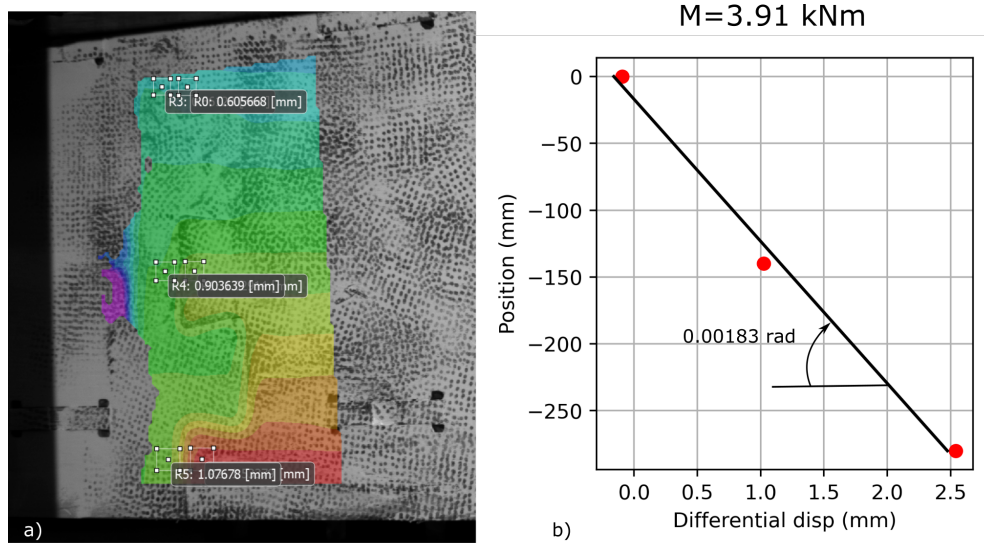 M=3.91 kNm
R3: R0: 0.605668 [mm] m]
R4: 0.903639 [mm] m]
R5: 1.07678 [mm] [mm]
a)
0
−50
−100
−150
−200
−250
Position (mm)
0.00183 rad
0.0 0.5 1.0 1.5 2.0 2.5
Differential disp (mm)
b)